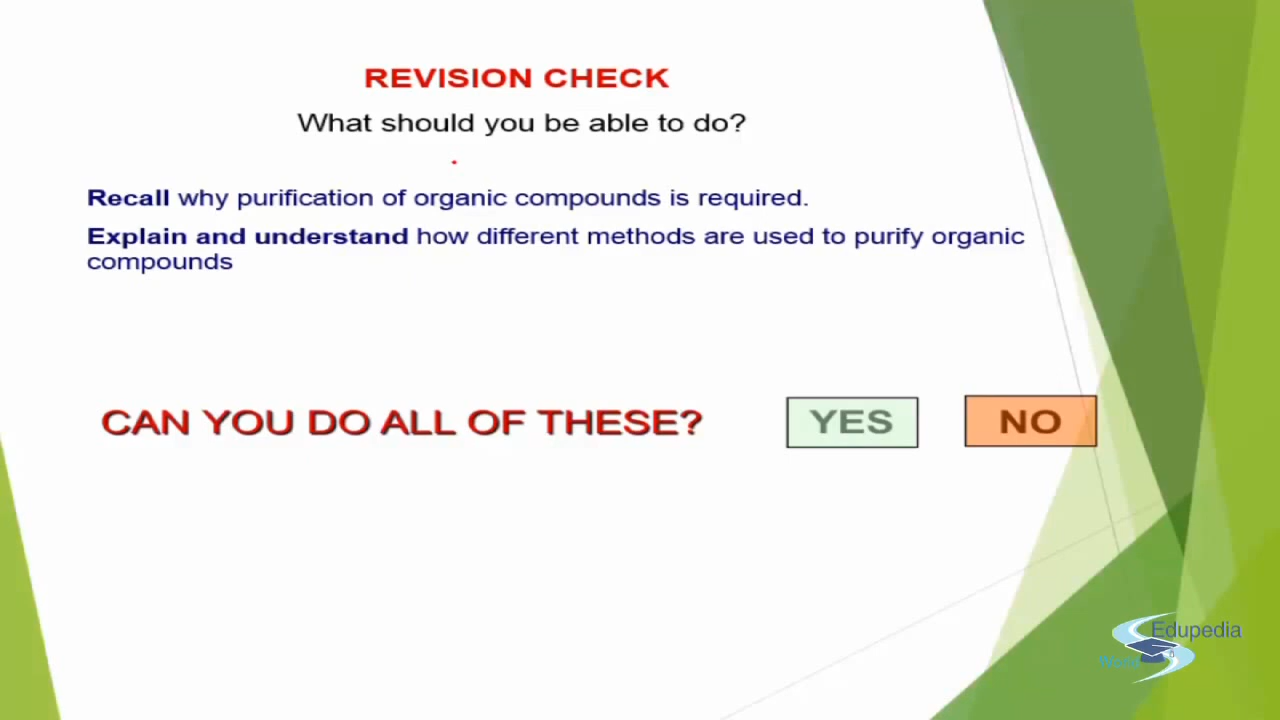 REVISION CHECK
What should you be able to do?
Recall why purification of organic compounds is required.
Explain and understand how different methods are used to purify organic
compounds
CAN YOU DO ALL OF THESE?
YES
NO
Edupedia
World